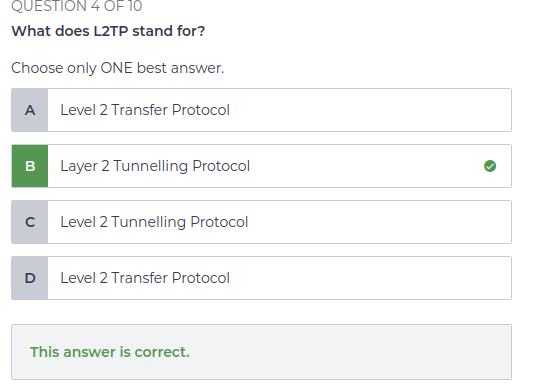 QUESTION 4 OF 10
What does L2TP stand for?
Choose only ONE best answer.
A Level 2 Transfer Protocol
B Layer 2 Tunnelling Protocol
C Level 2 Tunnelling Protocol
D Level 2 Transfer Protocol
This answer is correct.